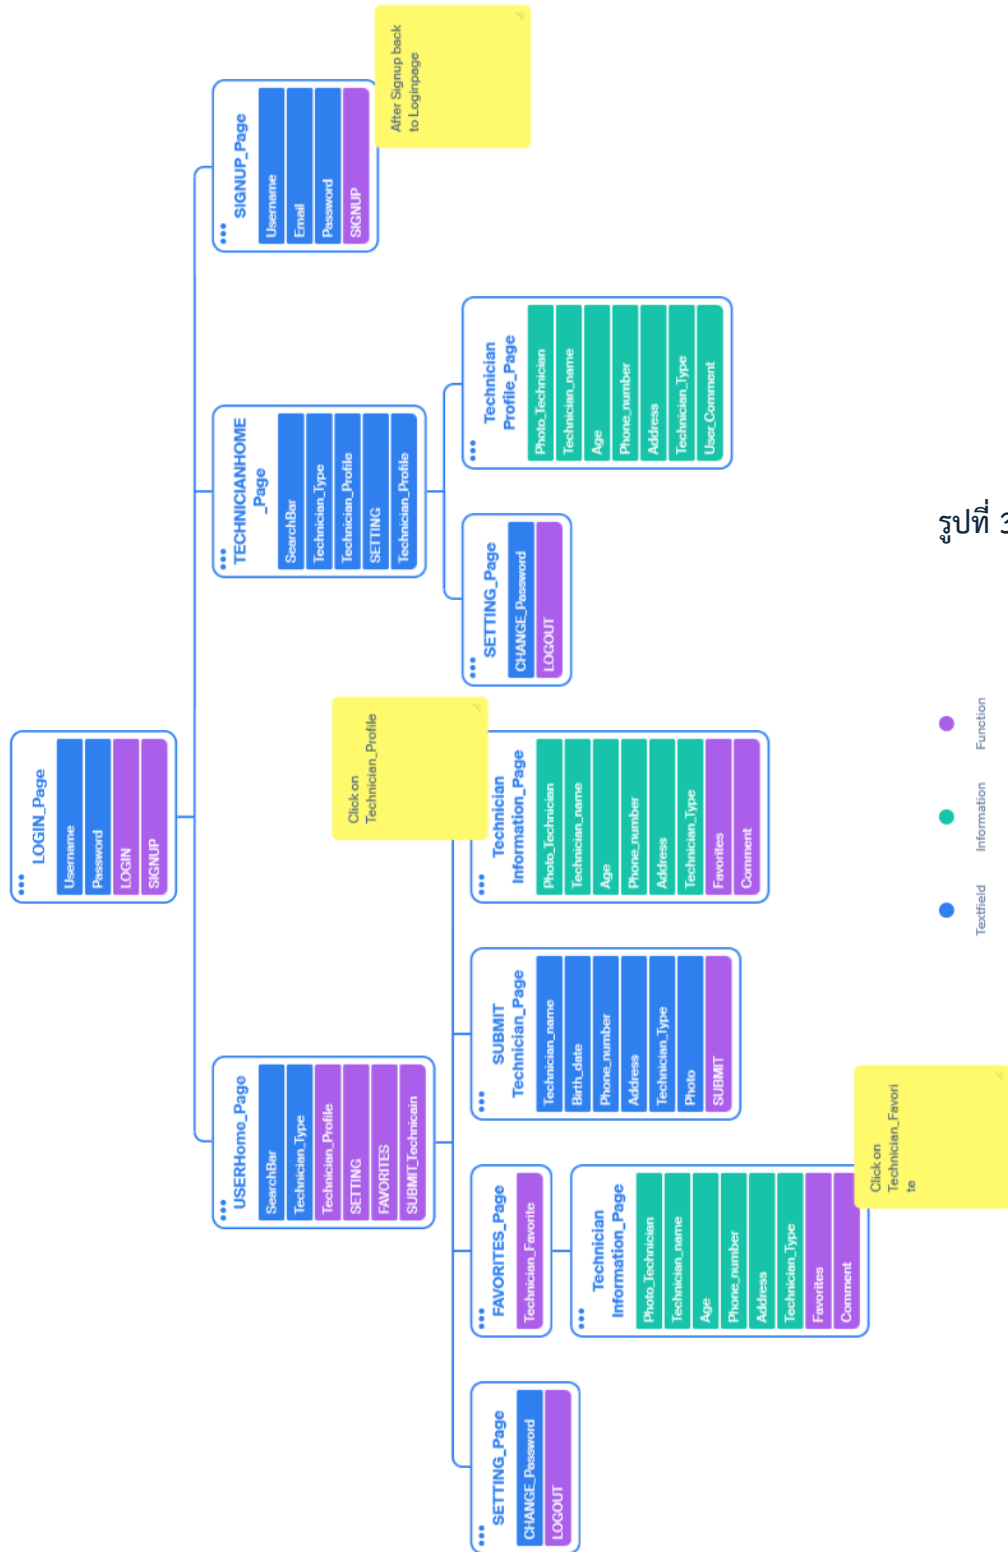 LOGIN_Page
Username
Password
LOGIN
SIGNUP
USERHome_Page
SearchBar
Technician_Type
Technician_Profile
SETTING
FAVORITES
SUBMIT_Technicain
TECHNICIANHOME
_Page
SearchBar
Technician_Type
Technician_Profile
SETTING
Technician_Profile
SIGNUP_Page
Username
Email
Password
SIGNUP
After Signup back
to Loginpage
SETTING_Page
CHANGE_Password
LOGOUT
FAVORITES_Page
Technician_Favorite
SUBMIT
Technician_Page
Technician_name
Birth_date
Phone_number
Address
Technician_Type
Photo
SUBMIT
Click on
Technician_Profile
Technician
Information_Page
Photo_Technician
Technician_name
Age
Phone_number
Address
Technician_Type
Favorites
Comment
SETTING_Page
CHANGE_Password
LOGOUT
Technician
Profile_Page
Photo_Technician
Technician_name
Age
Phone_number
Address
Technician_Type
User_Comment
Technician
Information_Page
Photo_Technician
Technician_name
Age
Phone_number
Address
Technician_Type
Favorites
Comment
Click on
Technician_Favori
te
Textfield
Information
Function
รูปที่ 3